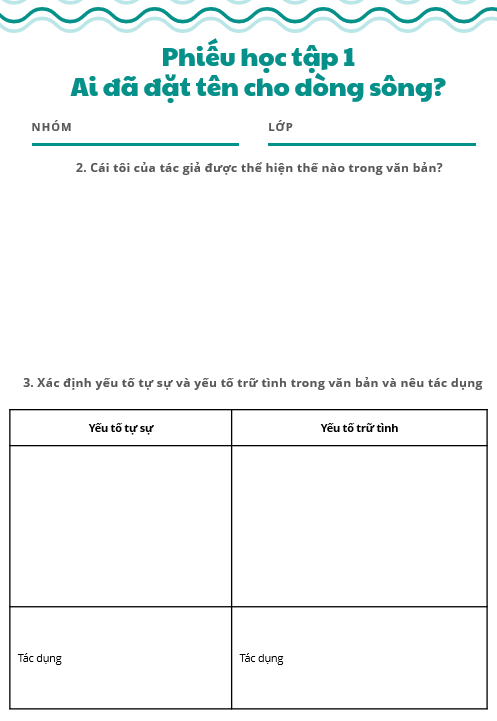 Phiếu học tập 1
Ai đã đặt tên cho dòng sông?
NHÓM
LỚP
2. Cái tôi của tác giả được thể hiện thế nào trong văn bản?
3. Xác định yếu tố tự sự và yếu tố trữ tình trong văn bản và nêu tác dụng
Yếu tố tự sự
Yếu tố trữ tình
Tác dụng
Tác dụng